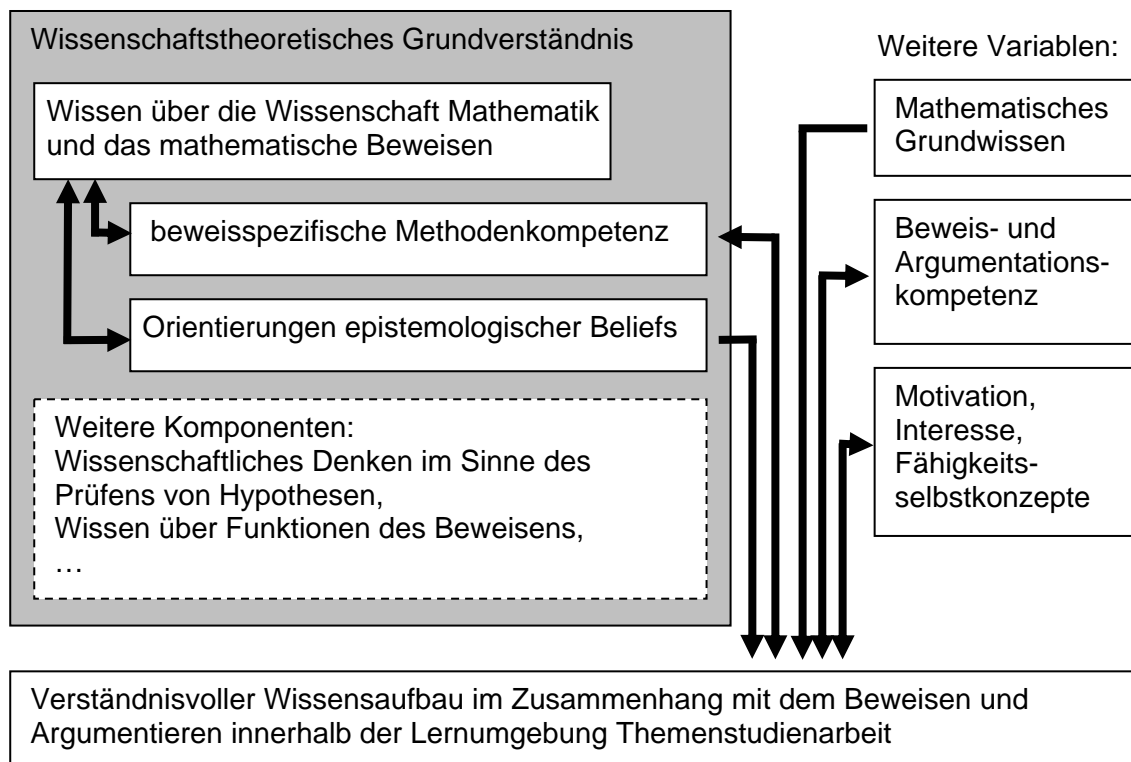 Wissenschaftstheoretisches Grundverständnis
Wissen über die Wissenschaft Mathematik
und das mathematische Beweisen
beweisspezifische Methodenkompetenz
Orientierungen epistemologischer Beliefs
Weitere Komponenten:
Wissenschaftliches Denken im Sinne des
Prüfens von Hypothesen,
Wissen über Funktionen des Beweisens,
…
Weitere Variablen:
Mathematisches
Grundwissen
Beweis- und
Argumentations-
kompetenz
Motivation,
Interesse,
Fähigkeits-
selbstkonzepte
Verständnisvoller Wissensaufbau im Zusammenhang mit dem Beweisen und
Argumentieren innerhalb der Lernumgebung Themenstudienarbeit